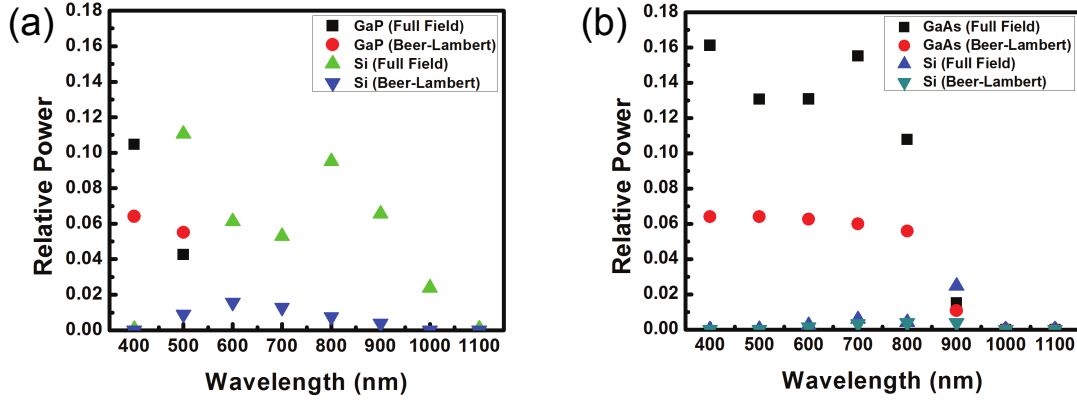 (a)
GaP (Full Field)
GaP (Beer-Lambert)
Si (Full Field)
Si (Beer-Lambert)
0.18
0.16
0.14
0.12
0.10
0.08
0.06
0.04
0.02
0.00
Relative Power
400 500 600 700 800 900 1000 1100
Wavelength (nm)
(b)
GaAs (Full Field)
GaAs (Beer-Lambert)
Si (Full Field)
Si (Beer-Lambert)
0.18
0.16
0.14
0.12
0.10
0.08
0.06
0.04
0.02
0.00
Relative Power
400 500 600 700 800 900 1000 1100
Wavelength (nm)